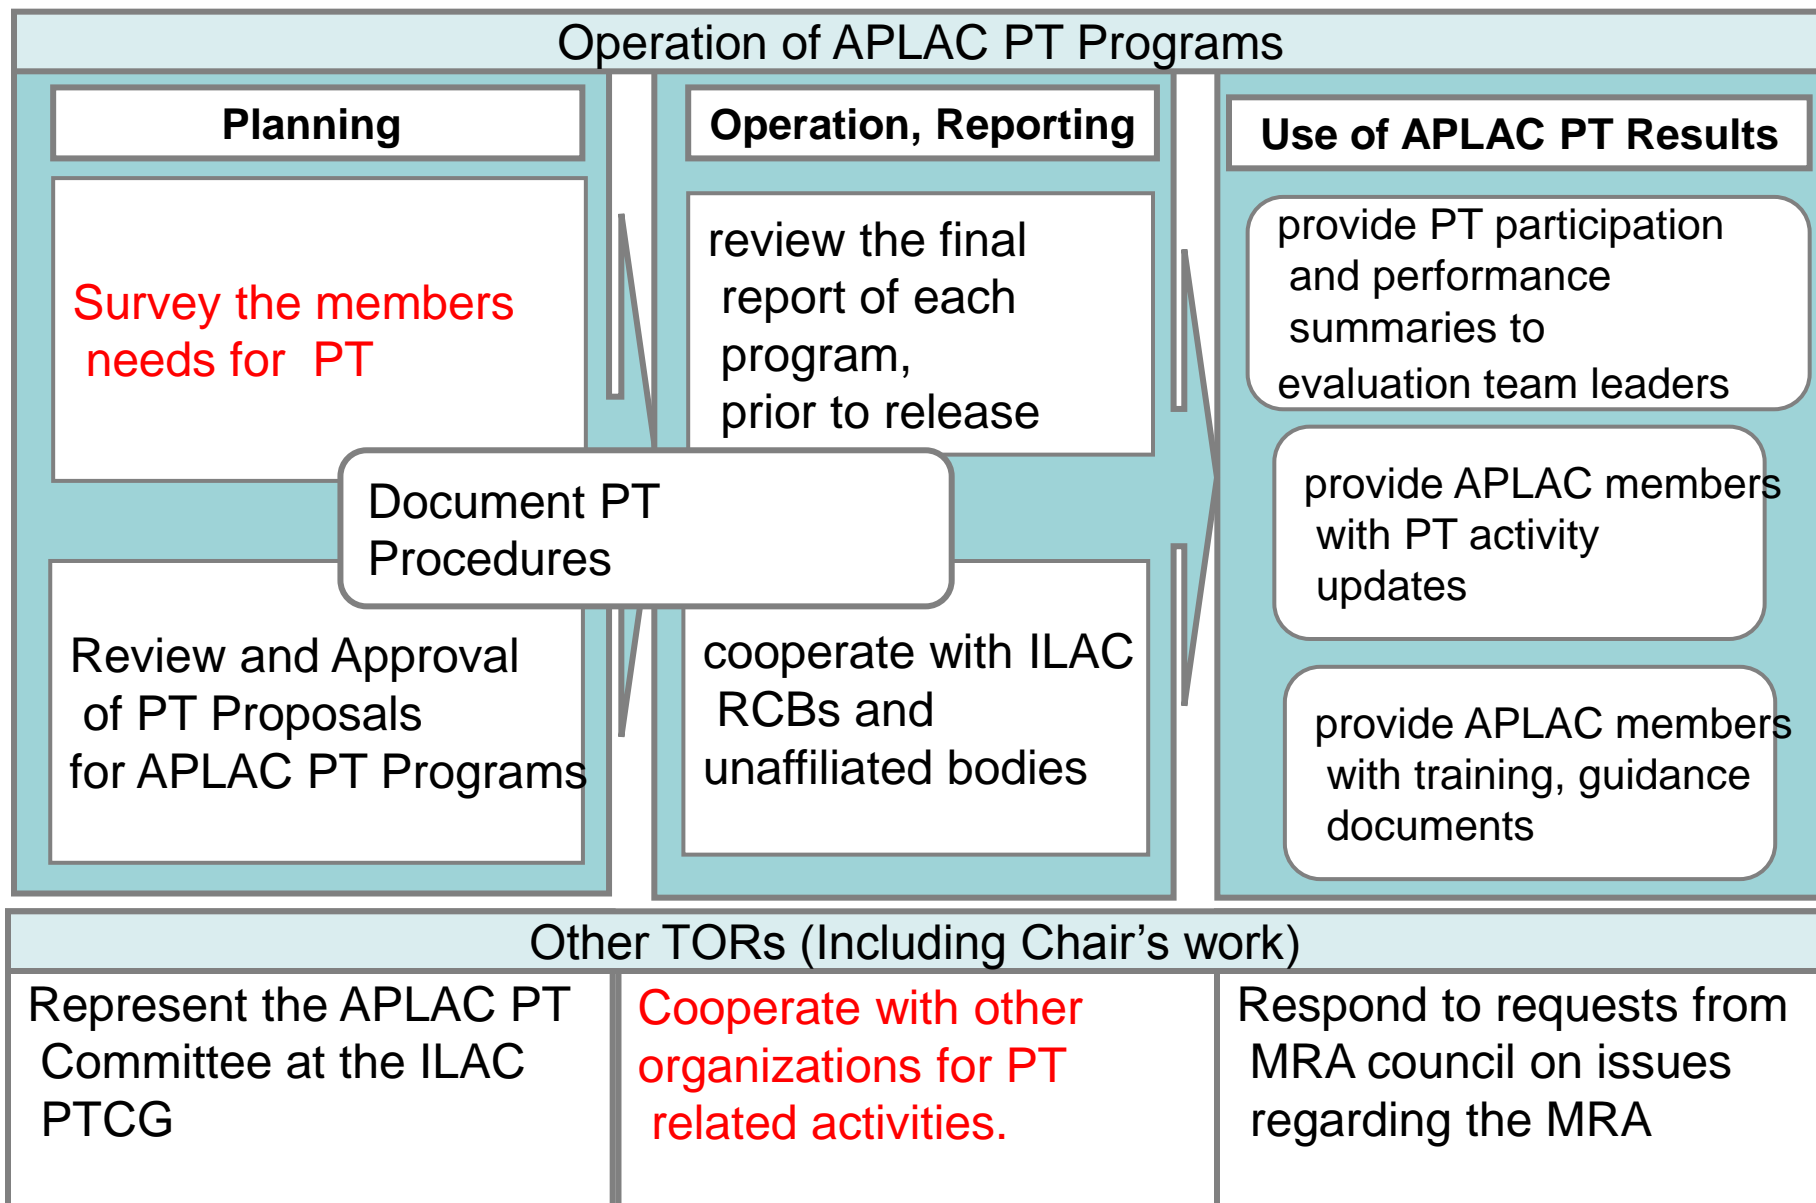 Operation of APLAC PT Programs
Planning
Survey the members
needs for PT
Review and Approval
of PT Proposals
for APLAC PT Programs
Document PT
Procedures
Operation, Reporting
review the final
report of each
program,
prior to release
cooperate with ILAC
RCBs and
unaffiliated bodies
Use of APLAC PT Results
provide PT participation
and performance
summaries to
evaluation team leaders
provide APLAC members
with PT activity
updates
provide APLAC members
with training, guidance
documents
Other TORs (Including Chair’s work)
Represent the APLAC PT
Committee at the ILAC
PTCG
Cooperate with other
organizations for PT
related activities.
Respond to requests from
MRA council on issues
regarding the MRA